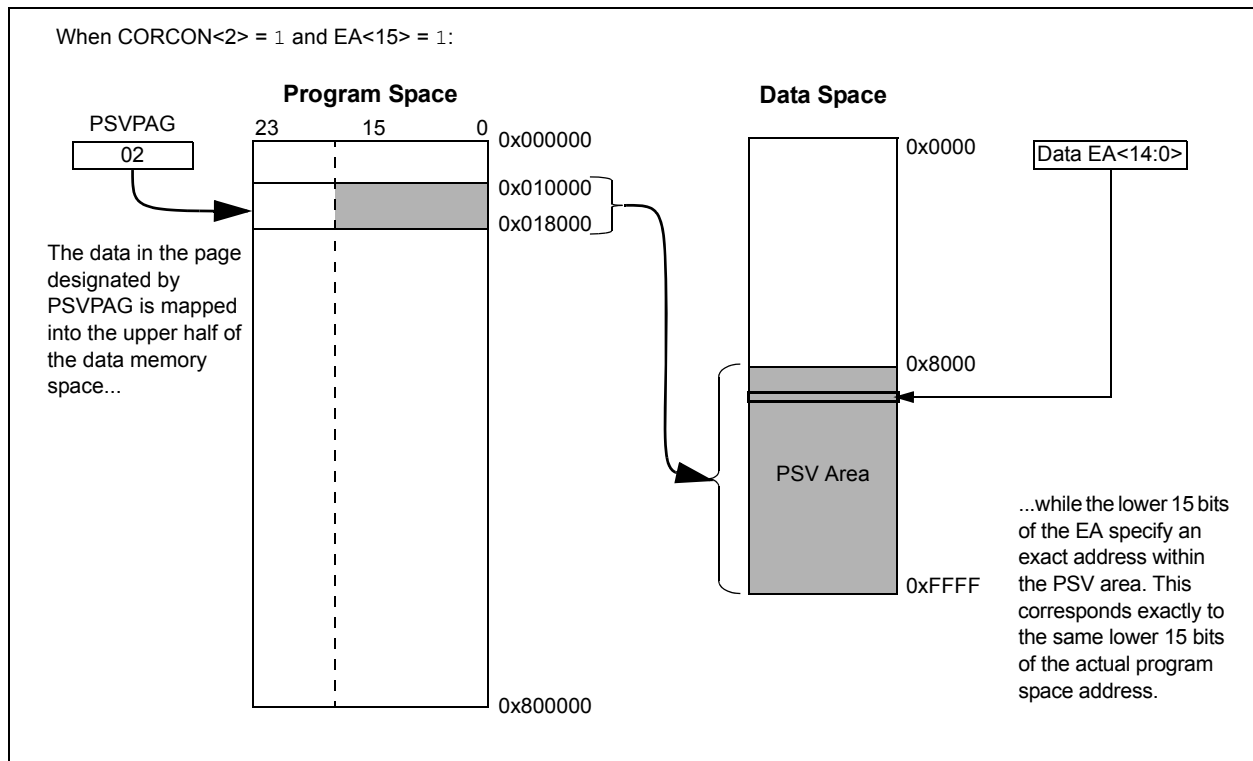 When CORCON<2> = 1 and EA<15> = 1:
Program Space
Data Space
PSVPAG
02
23
15
0
0x000000
0x010000
0x018000
0x800000
The data in the page
designated by
PSVPAG is mapped
into the upper half of
the data memory
space...
0x0000
Data EA<14:0>
0x8000
PSV Area
0xFFFF
...while the lower 15 bits
of the EA specify an
exact address within
the PSV area. This
corresponds exactly to
the same lower 15 bits
of the actual program
space address.